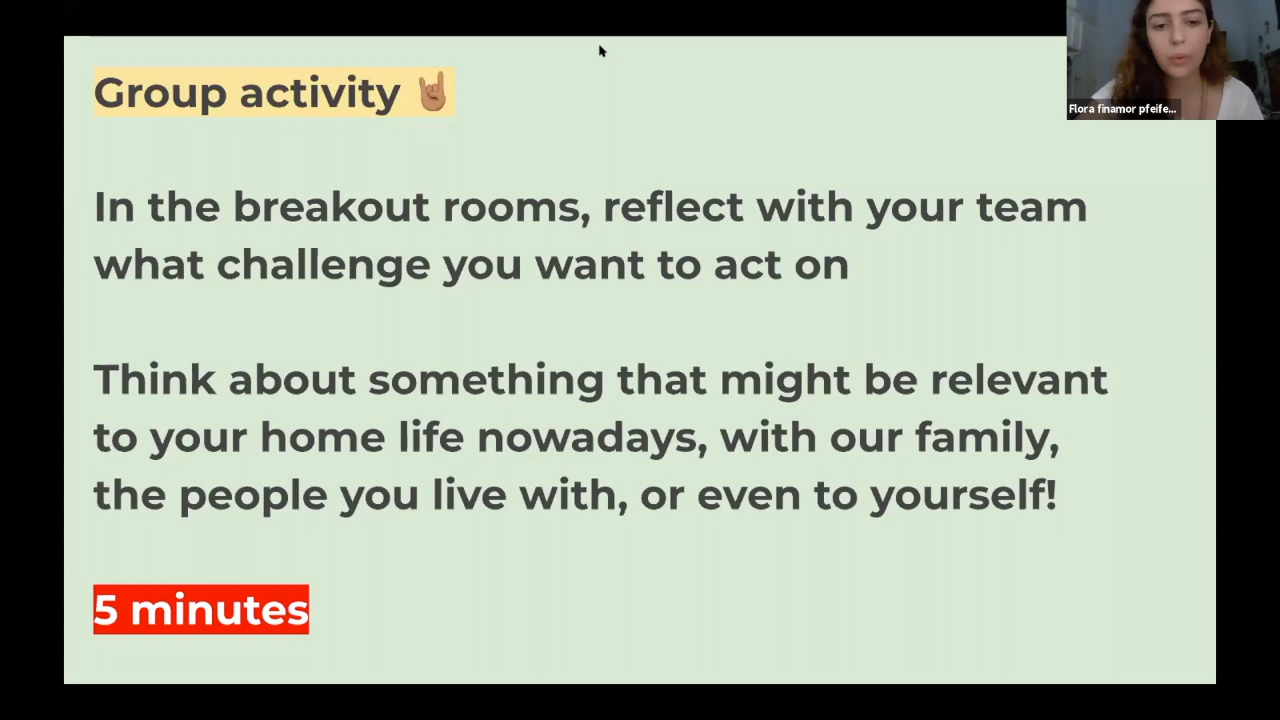 Group activity 🤘🏽
Flora finamor pfeife...
In the breakout rooms, reflect with your team
what challenge you want to act on
Think about something that might be relevant
to your home life nowadays, with our family,
the people you live with, or even to yourself!
5 minutes